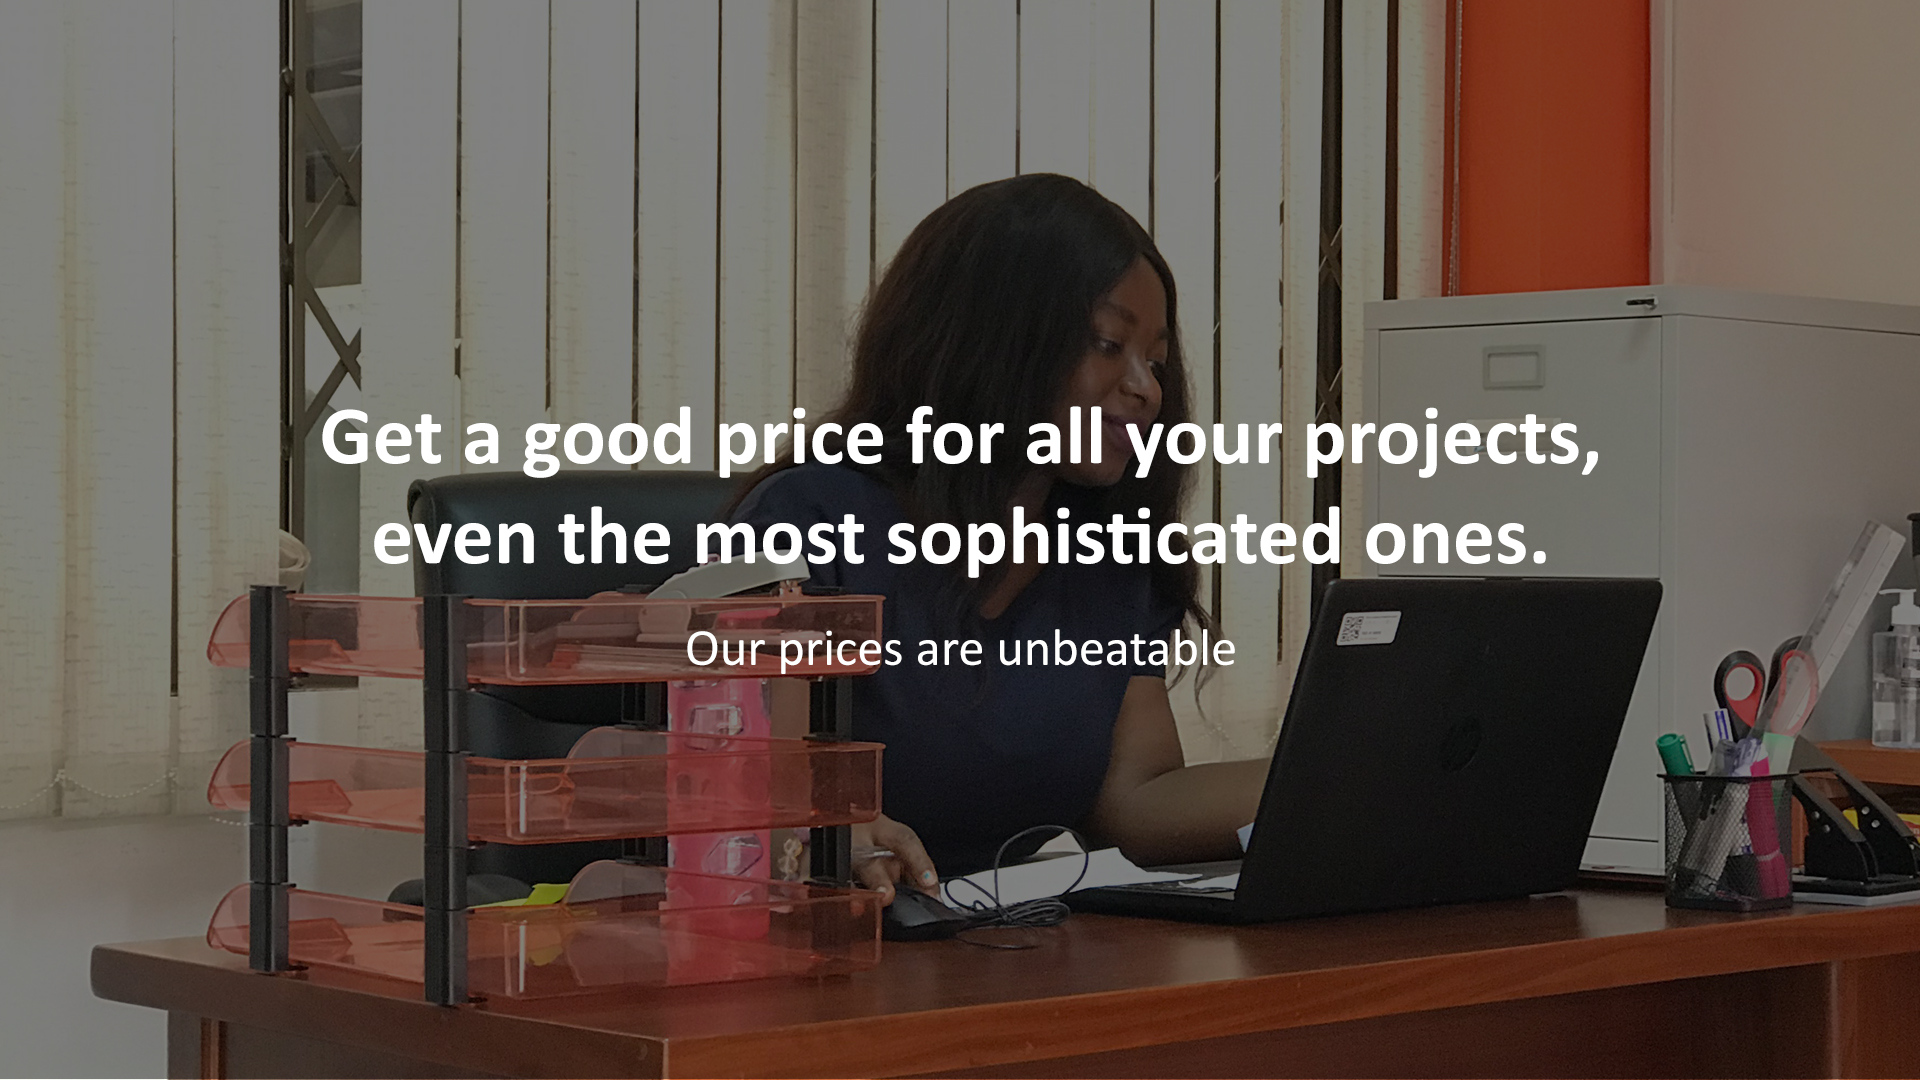 Get a good price for all your projects,
even the most sophisticated ones.
Our prices are unbeatable